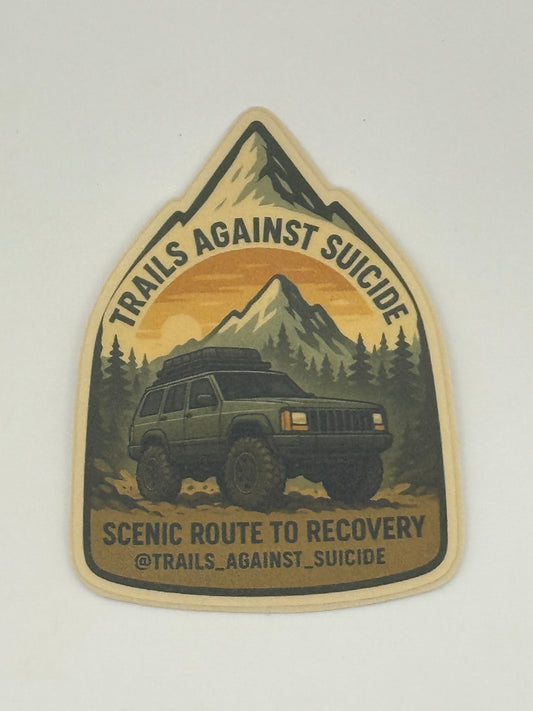 TRAILS AGAINST SUICIDE
SCENIC ROUTE TO RECOVERY
@TRAILS_AGAINST_SUICIDE